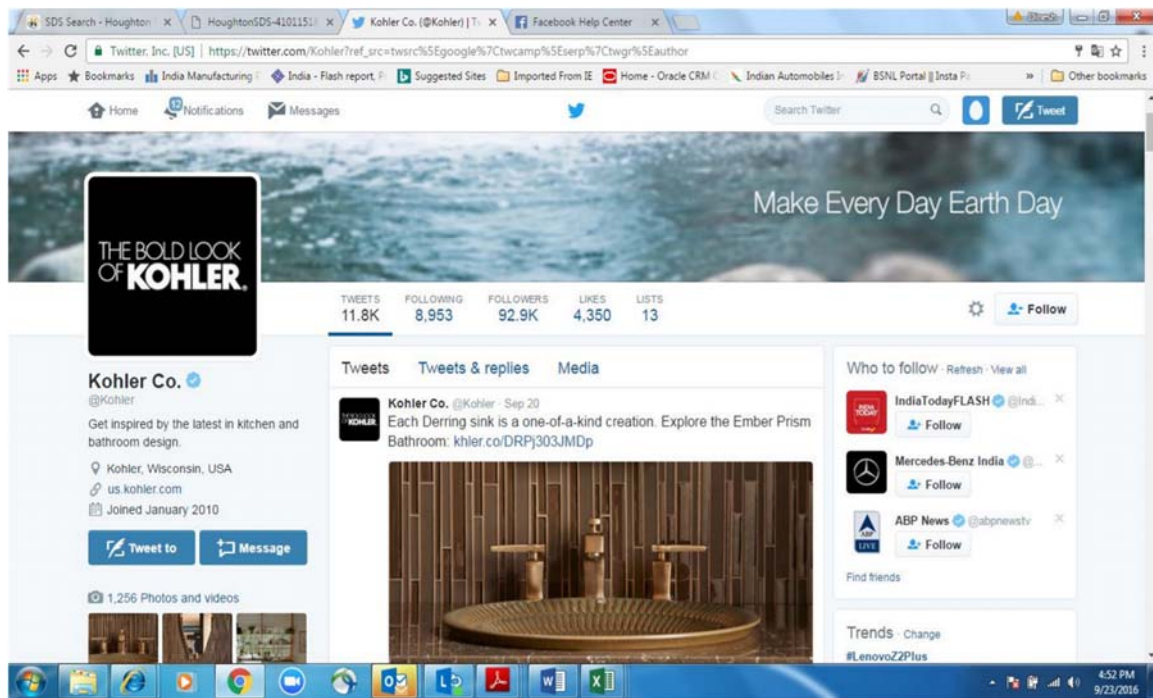 SDS Search - Houghton
HoughtonSDS-4101151
Kohler Co. (@Kohler) | Tw
Facebook Help Center
Twitter, Inc. [US] | https://twitter.com/Kohler?ref_src=twsrc%5Egoogle%7Ctwcamp%5Eserp%7Ctwgr%5Eauthor
Apps Bookmarks India Manufacturing India - Flash report, Suggested Sites Imported From IE Home - Oracle CRM Indian Automobiles BSNL Portal || Insta » Other bookmarks
Home 12 Notifications Messages Search Twitter Tweet
Make Every Day Earth Day
THE BOLD LOOK
OF KOHLER®
TWEETS FOLLOWING FOLLOWERS LIKES LISTS
11.8K 8,953 92.9K 4,350 13
Follow
Kohler Co.
@Kohler
Get inspired by the latest in kitchen and
bathroom design.
Kohler, Wisconsin, USA
us.kohler.com
Joined January 2010
Tweet to Message
1,256 Photos and videos
Tweets Tweets & replies Media
Kohler Co. @Kohler · Sep 20
Each Derring sink is a one-of-a-kind creation. Explore the Ember Prism
Bathroom: khler.co/DRPj303JMDp
Who to follow · Refresh · View all
IndiaTodayFLASH @Indi...
Follow
Mercedes-Benz India @...
Follow
ABP News @abpnewstv
Follow
Find friends
Trends · Change
#LenovoZ2Plus
4:52 PM
9/23/2016